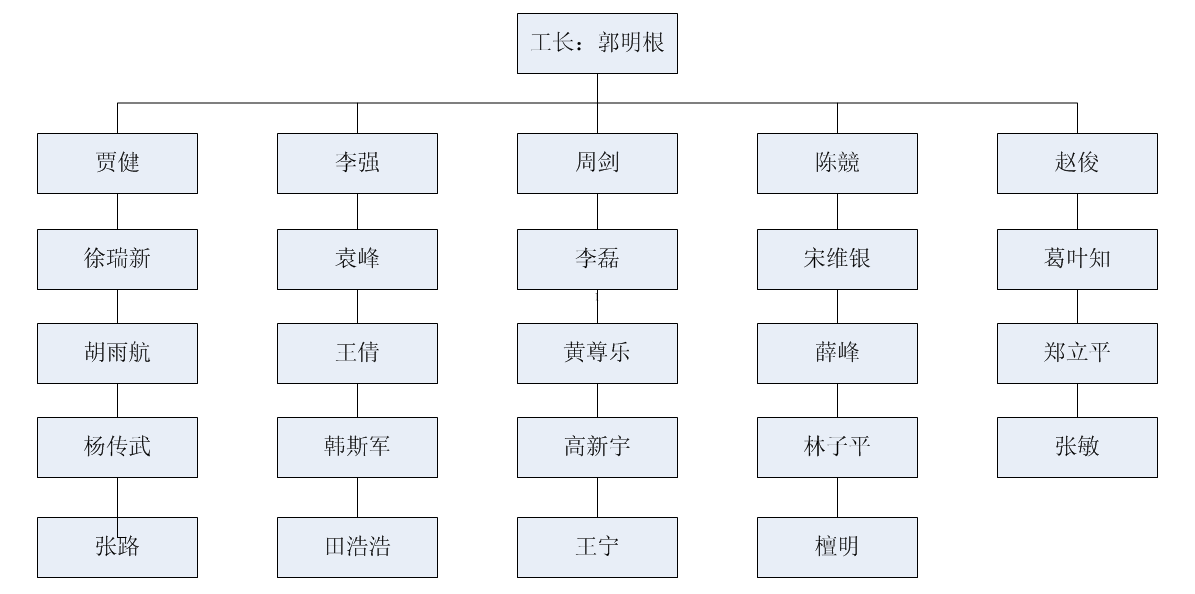 工长：郭明根
贾健
李强
周剑
陈兢
赵俊
徐瑞新
袁峰
李磊
宋维银
葛叶知
胡雨航
王倩
黄尊乐
薛峰
郑立平
杨传武
韩斯军
高新宇
林子平
张敏
张路
田浩浩
王宁
檀明